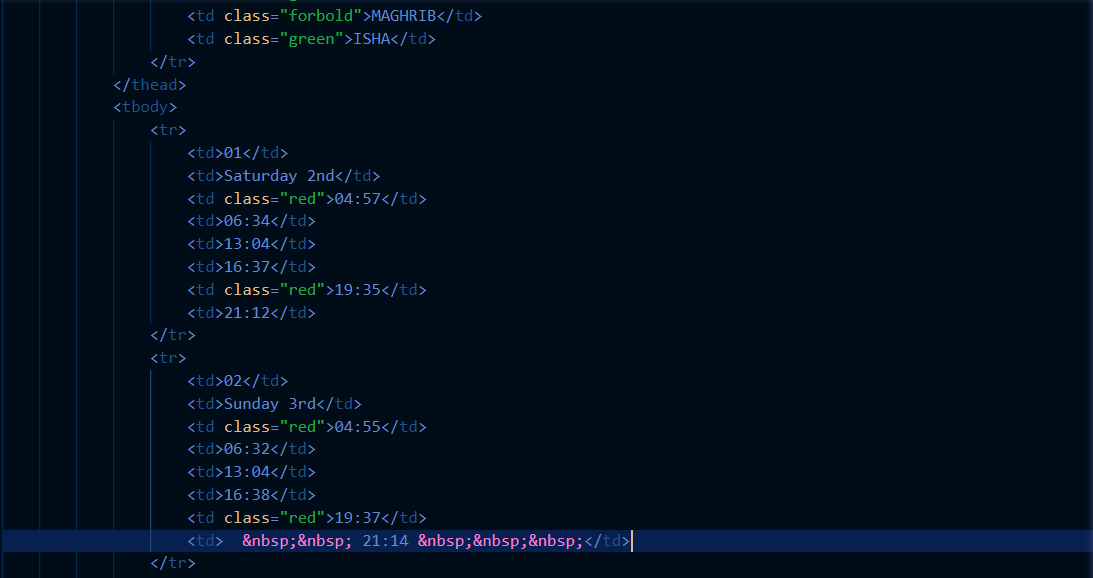 <td class="forbold">MAGHRIB</td>
<td class="green">ISHA</td>
</tr>
</thead>
<tbody>
<tr>
<td>01</td>
<td>Saturday 2nd</td>
<td class="red">04:57</td>
<td>06:34</td>
<td>13:04</td>
<td>16:37</td>
<td class="red">19:35</td>
<td>21:12</td>
</tr>
<tr>
<td>02</td>
<td>Sunday 3rd</td>
<td class="red">04:55</td>
<td>06:32</td>
<td>13:04</td>
<td>16:38</td>
<td class="red">19:37</td>
<td>  &nbsp;&nbsp; 21:14 &nbsp;&nbsp;&nbsp;</td>
</tr>